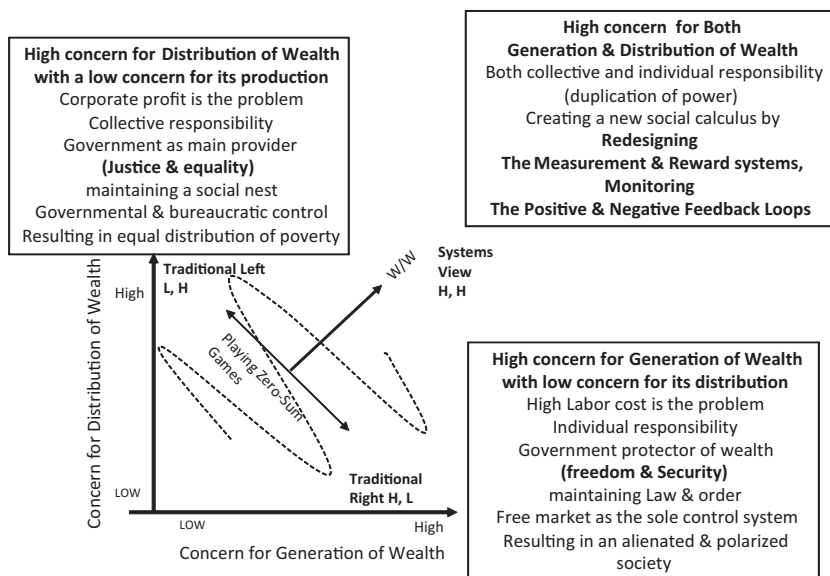 High concern for Distribution of Wealth
with a low concern for its production
Corporate profit is the problem
Collective responsibility
Government as main provider
(Justice & equality)
maintaining a social nest
Governmental & bureaucratic control
Resulting in equal distribution of poverty
High concern for Both
Generation & Distribution of Wealth
Both collective and individual responsibility
(duplication of power)
Creating a new social calculus by
Redesigning
The Measurement & Reward systems,
Monitoring
The Positive & Negative Feedback Loops
Concern for Distribution of Wealth
High
LOW
Traditional Left
L, H
W/W
Systems
View
H, H
Playing Zero-Sum
Games
Traditional
Right H, L
LOW
High
Concern for Generation of Wealth
High concern for Generation of Wealth
with low concern for its distribution
High Labor cost is the problem
Individual responsibility
Government protector of wealth
(freedom & Security)
maintaining Law & order
Free market as the sole control system
Resulting in an alienated & polarized
society